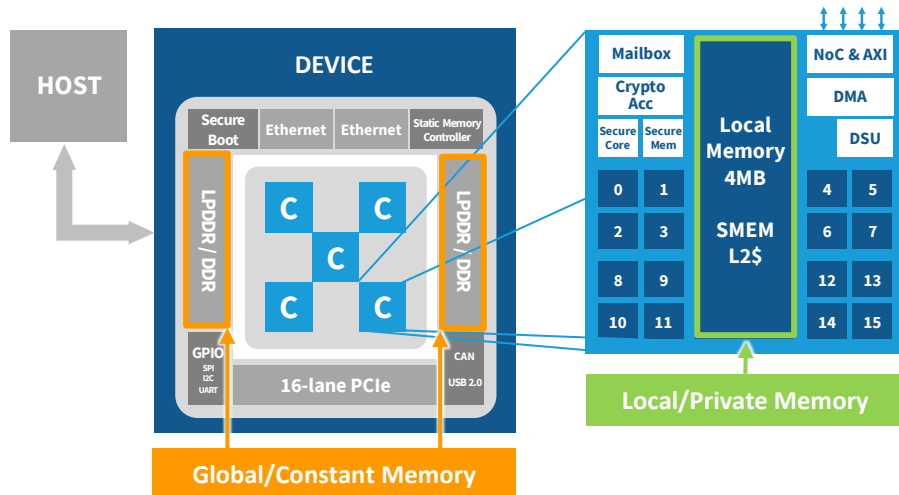 HOST
DEVICE
Secure
Boot
Ethernet
Ethernet
Static Memory
Controller
LPDDR / DDR
LPDDR / DDR
C
C
C
C
C
GPIO
SPI
I2C
UART
16-lane PCIe
CAN
USB 2.0
Global/Constant Memory
Mailbox
Crypto
Acc
Secure
Core
Secure
Mem
0
1
2
3
8
9
10
11
Local
Memory
4MB
SMEM
L2$
NoC & AXI
DMA
DSU
4
5
6
7
12
13
14
15
Local/Private Memory